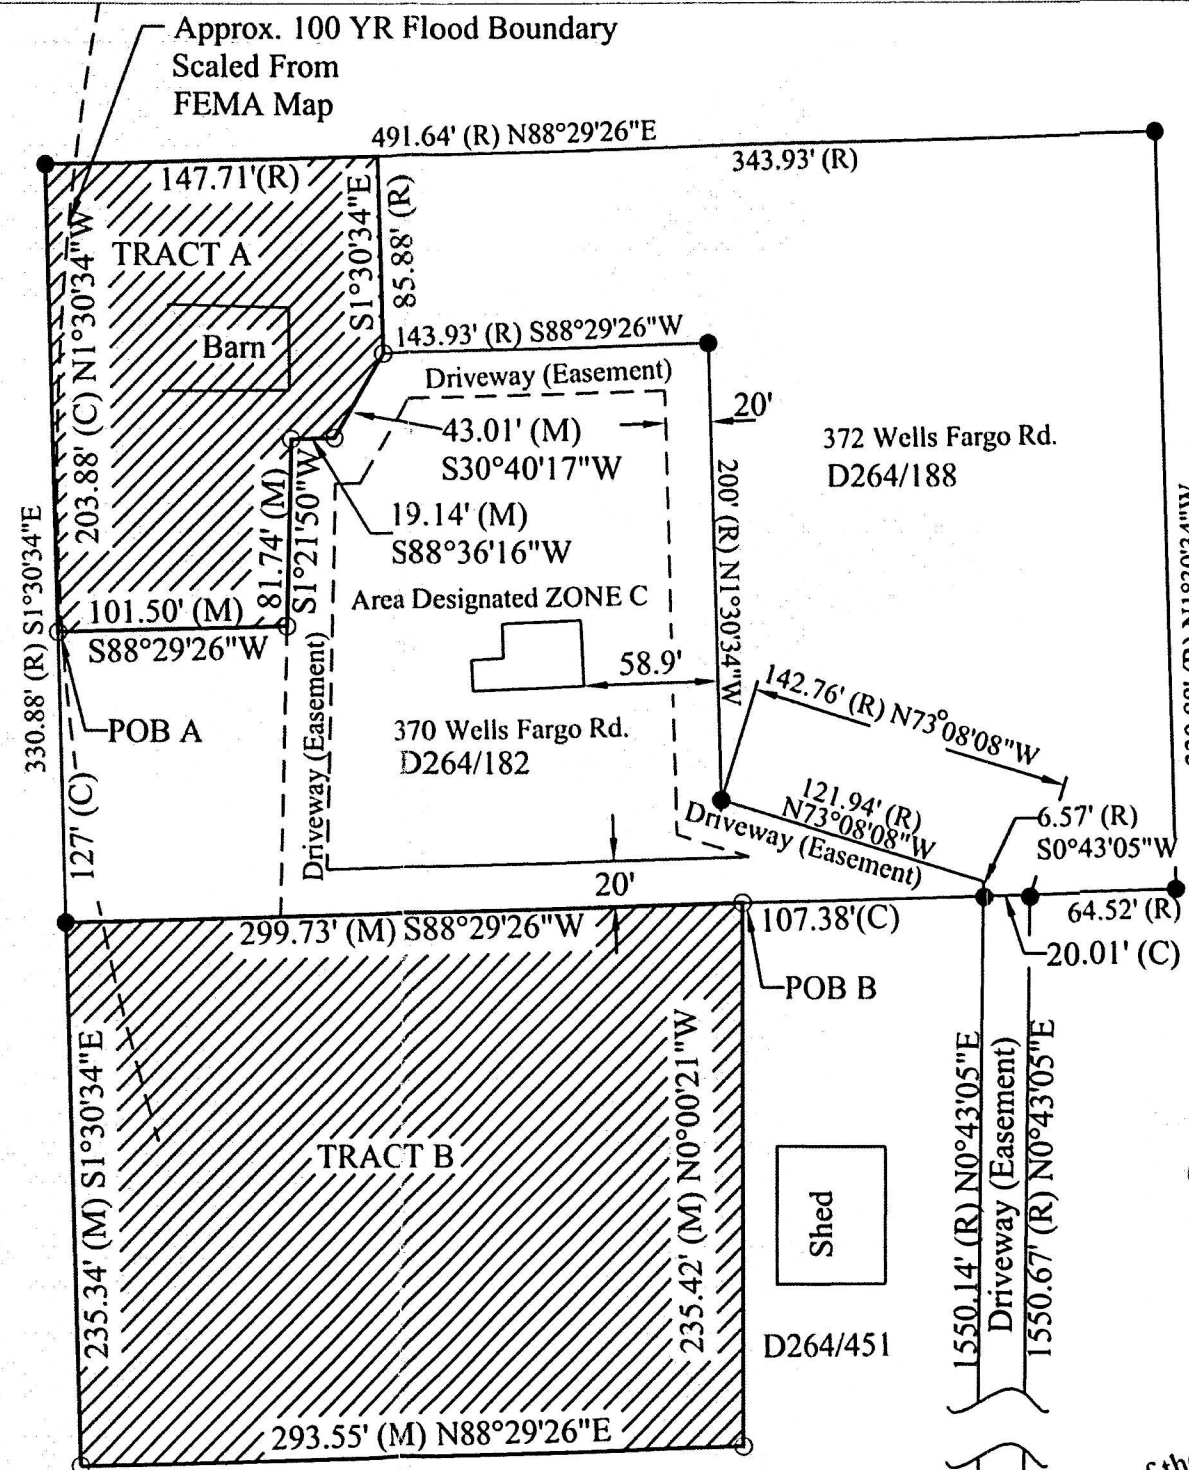 Approx. 100 YR Flood Boundary
Scaled From
FEMA Map
491.64' (R) N88°29'26"E
147.71'(R)
343.93' (R)
TRACT A
Barn
203.88' (C) N1°30'34"W
S1°30'34"E
85.88' (R)
143.93' (R) S88°29'26"W
Driveway (Easement)
20'
43.01' (M)
S30°40'17"W
372 Wells Fargo Rd.
D264/188
19.14' (M)
S88°36'16"W
81.74' (M)
S1°21'50"W
200' (R) N1°30'34"W
330.88' (R) S1°30'34"E
101.50' (M)
S88°29'26"W
Area Designated ZONE C
58.9'
POB A
370 Wells Fargo Rd.
D264/182
Driveway (Easement)
127' (C)
142.76' (R) N73°08'08"W
121.94' (R)
N73°08'08"W
Driveway (Easement)
6.57' (R)
S0°43'05"W
20'
299.73' (M) S88°29'26"W
107.38'(C)
64.52' (R)
20.01' (C)
POB B
235.34' (M) S1°30'34"E
TRACT B
235.42' (M) N0°00'21"W
Shed
D264/451
1550.14' (R) N0°43'05"E
Driveway (Easement)
1550.67' (R) N0°43'05"E
293.55' (M) N88°29'26"E